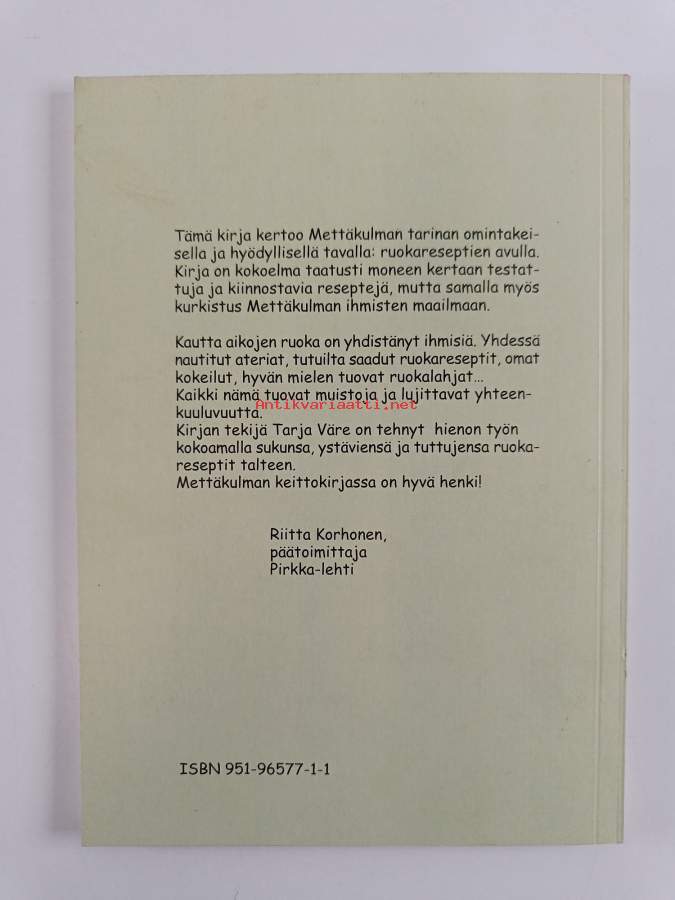 Tämä kirja kertoo Mettäkulman tarinan omintakei-
sella ja hyödyllisellä tavalla: ruokareseptien avulla.
Kirja on kokoelma taatusti moneen kertaan testat-
tuja ja kiinnostavia reseptejä, mutta samalla myös
kurkistus Mettäkulman ihmisten maailmaan.
Kautta aikojen ruoka on yhdistänyt ihmisiä. Yhdessä
nautitut ateriat, tutuilta saadut ruokareseptit, omat
kokeilut, hyvän mielen tuovat ruokalahjat...
Kaikki nämä tuovat muistoja ja lujittavat yhteen-
kuuluvuutta.
Antikvariaatti.net
Kirjan tekijä Tarja Väre on tehnyt hienon työn
kokoamalla sukunsa, ystäviensä ja tuttujensa ruoka-
reseptit talteen.
Mettäkulman keittokirjassa on hyvä henki!
Riitta Korhonen,
päätoimittaja
Pirkka-lehti
ISBN 951-96577-1-1